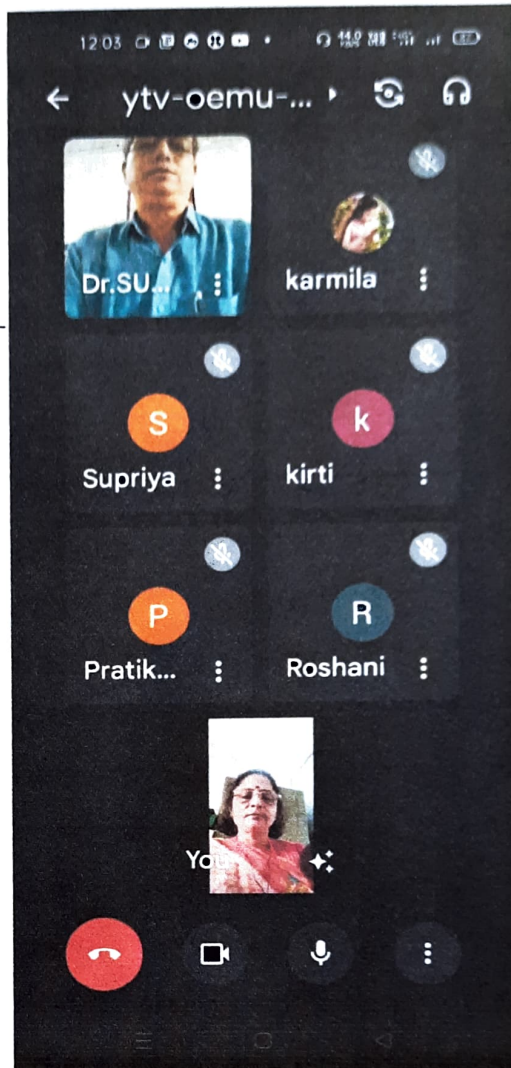 12:03
ytv-oemu-...
Dr.SU...
karmila
S
k
Supriya
kirti
P
R
Pratik...
Roshani
You